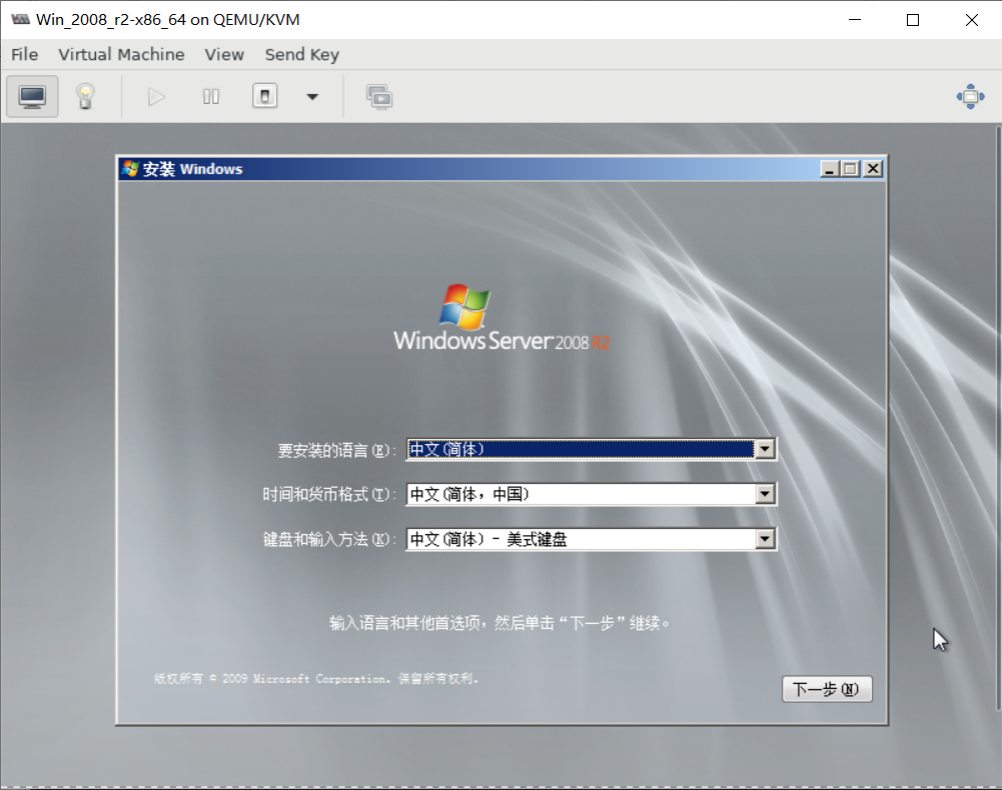 Win_2008_r2-x86_64 on QEMU/KVM
File Virtual Machine View Send Key
安装 Windows
Windows Server 2008 R2
要安装的语言(E): 中文(简体)
时间和货币格式(T): 中文(简体，中国)
键盘和输入方法(K): 中文(简体) - 美式键盘
输入语言和其他首选项，然后单击“下一步”继续。
版权所有 © 2009 Microsoft Corporation. 保留所有权利.
下一步(N)